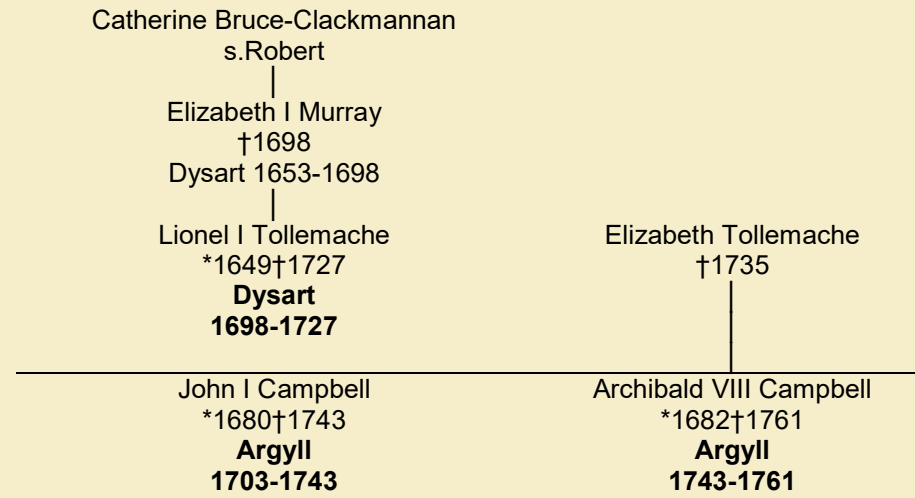 Catherine Bruce-Clackmannan
s.Robert
Elizabeth I Murray
†1698
Dysart 1653-1698
Lionel I Tollemache
*1649†1727
Dysart
1698-1727
Elizabeth Tollemache
†1735
John I Campbell
*1680†1743
Argyll
1703-1743
Archibald VIII Campbell
*1682†1761
Argyll
1743-1761